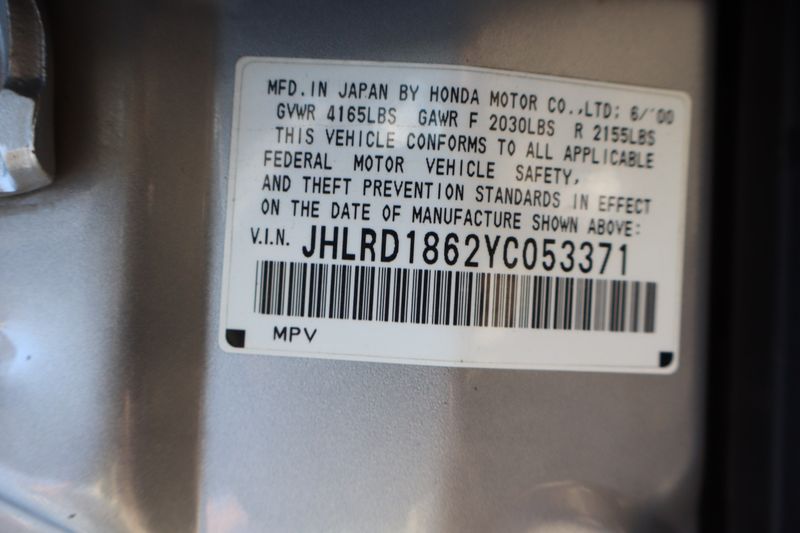 MFD. IN JAPAN BY HONDA MOTOR CO.,LTD; 6/'00
GVWR 4165LBS GAWR F 2030LBS R 2155LBS
THIS VEHICLE CONFORMS TO ALL APPLICABLE
FEDERAL MOTOR VEHICLE SAFETY,
AND THEFT PREVENTION STANDARDS IN EFFECT
ON THE DATE OF MANUFACTURE SHOWN ABOVE:
V.I.N. JHLRD1862YC053371
MPV